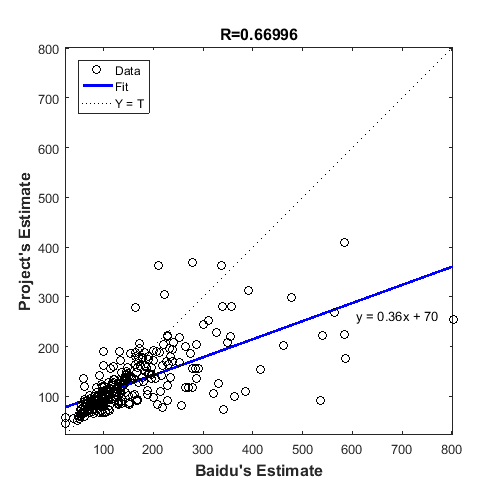 R=0.66996
800
700
600
500
400
300
200
100
Data
Fit
Y = T
y = 0.36x + 70
100 200 300 400 500 600 700 800
Project's Estimate
Baidu's Estimate